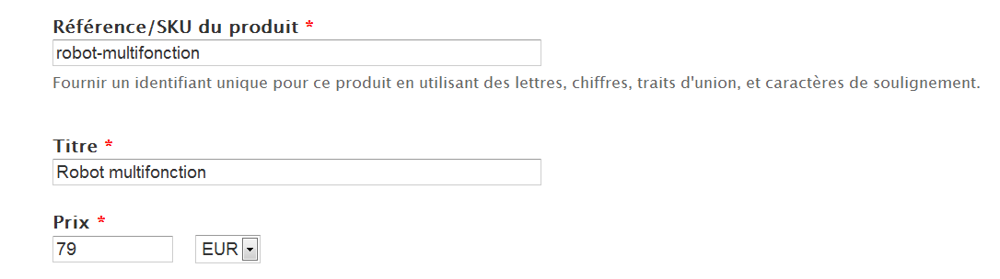 Référence/SKU du produit *
robot-multifonction
Fournir un identifiant unique pour ce produit en utilisant des lettres, chiffres, traits d'union, et caractères de soulignement.
Titre *
Robot multifonction
Prix *
79 EUR